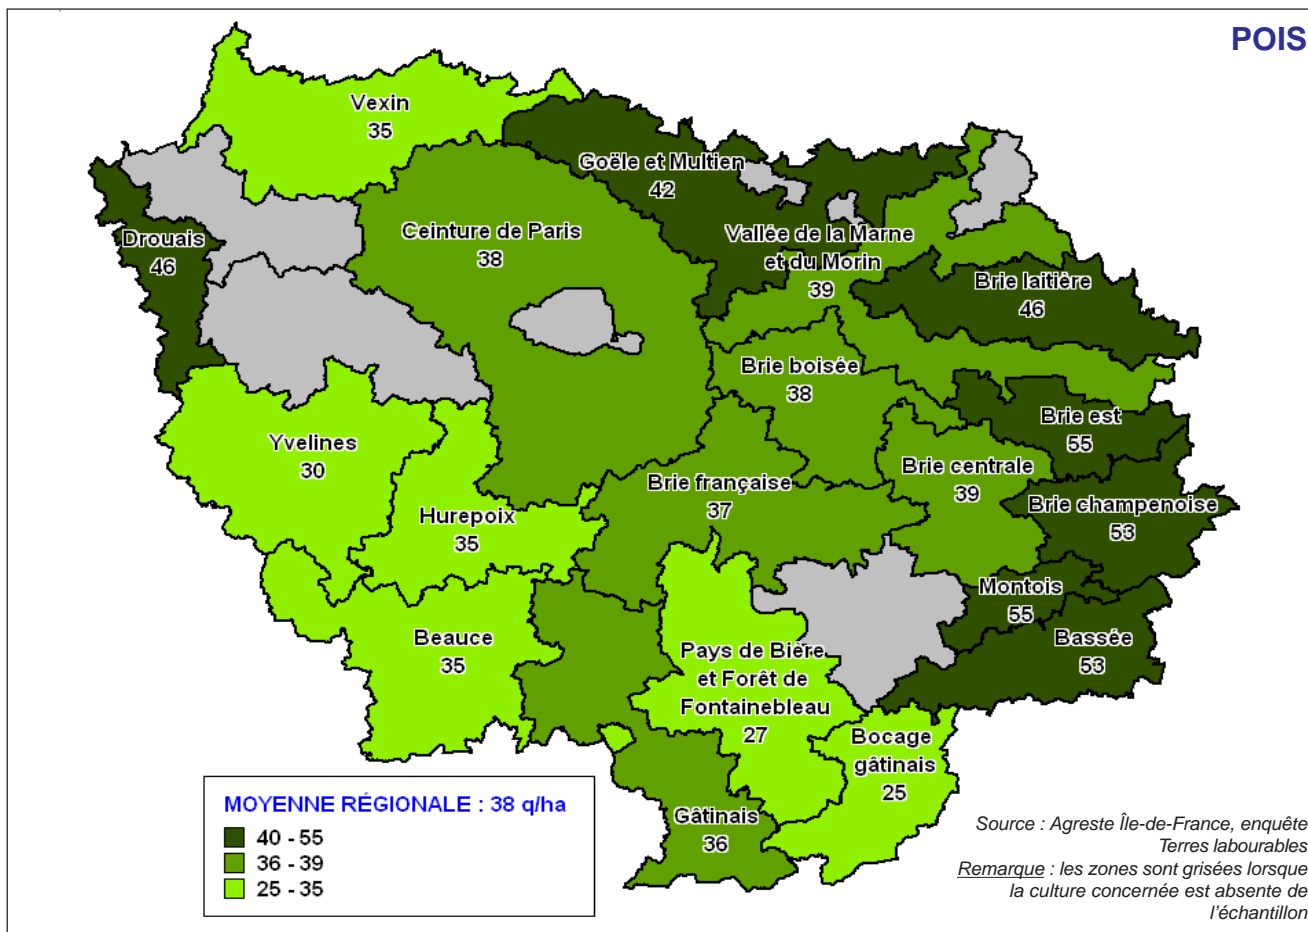 POIS
Vexin
35
Goële et Multien
42
Drouais
46
Ceinture de Paris
38
Vallée de la Marne
et du Morin
39
Brie laitière
46
Brie boisée
38
Brie est
55
Yvelines
30
Brie centrale
39
Brie française
37
Brie champenoise
53
Hurepoix
35
Montois
55
Beauce
35
Bassée
53
Pays de Bière
et Forêt de
Fontainebleau
27
Bocage
gâtinais
25
Gâtinais
36
MOYENNE RÉGIONALE : 38 q/ha
40 - 55
36 - 39
25 - 35
Source : Agreste Île-de-France, enquête
Terres labourables
Remarque : les zones sont grisées lorsque
la culture concernée est absente de
l'échantillon